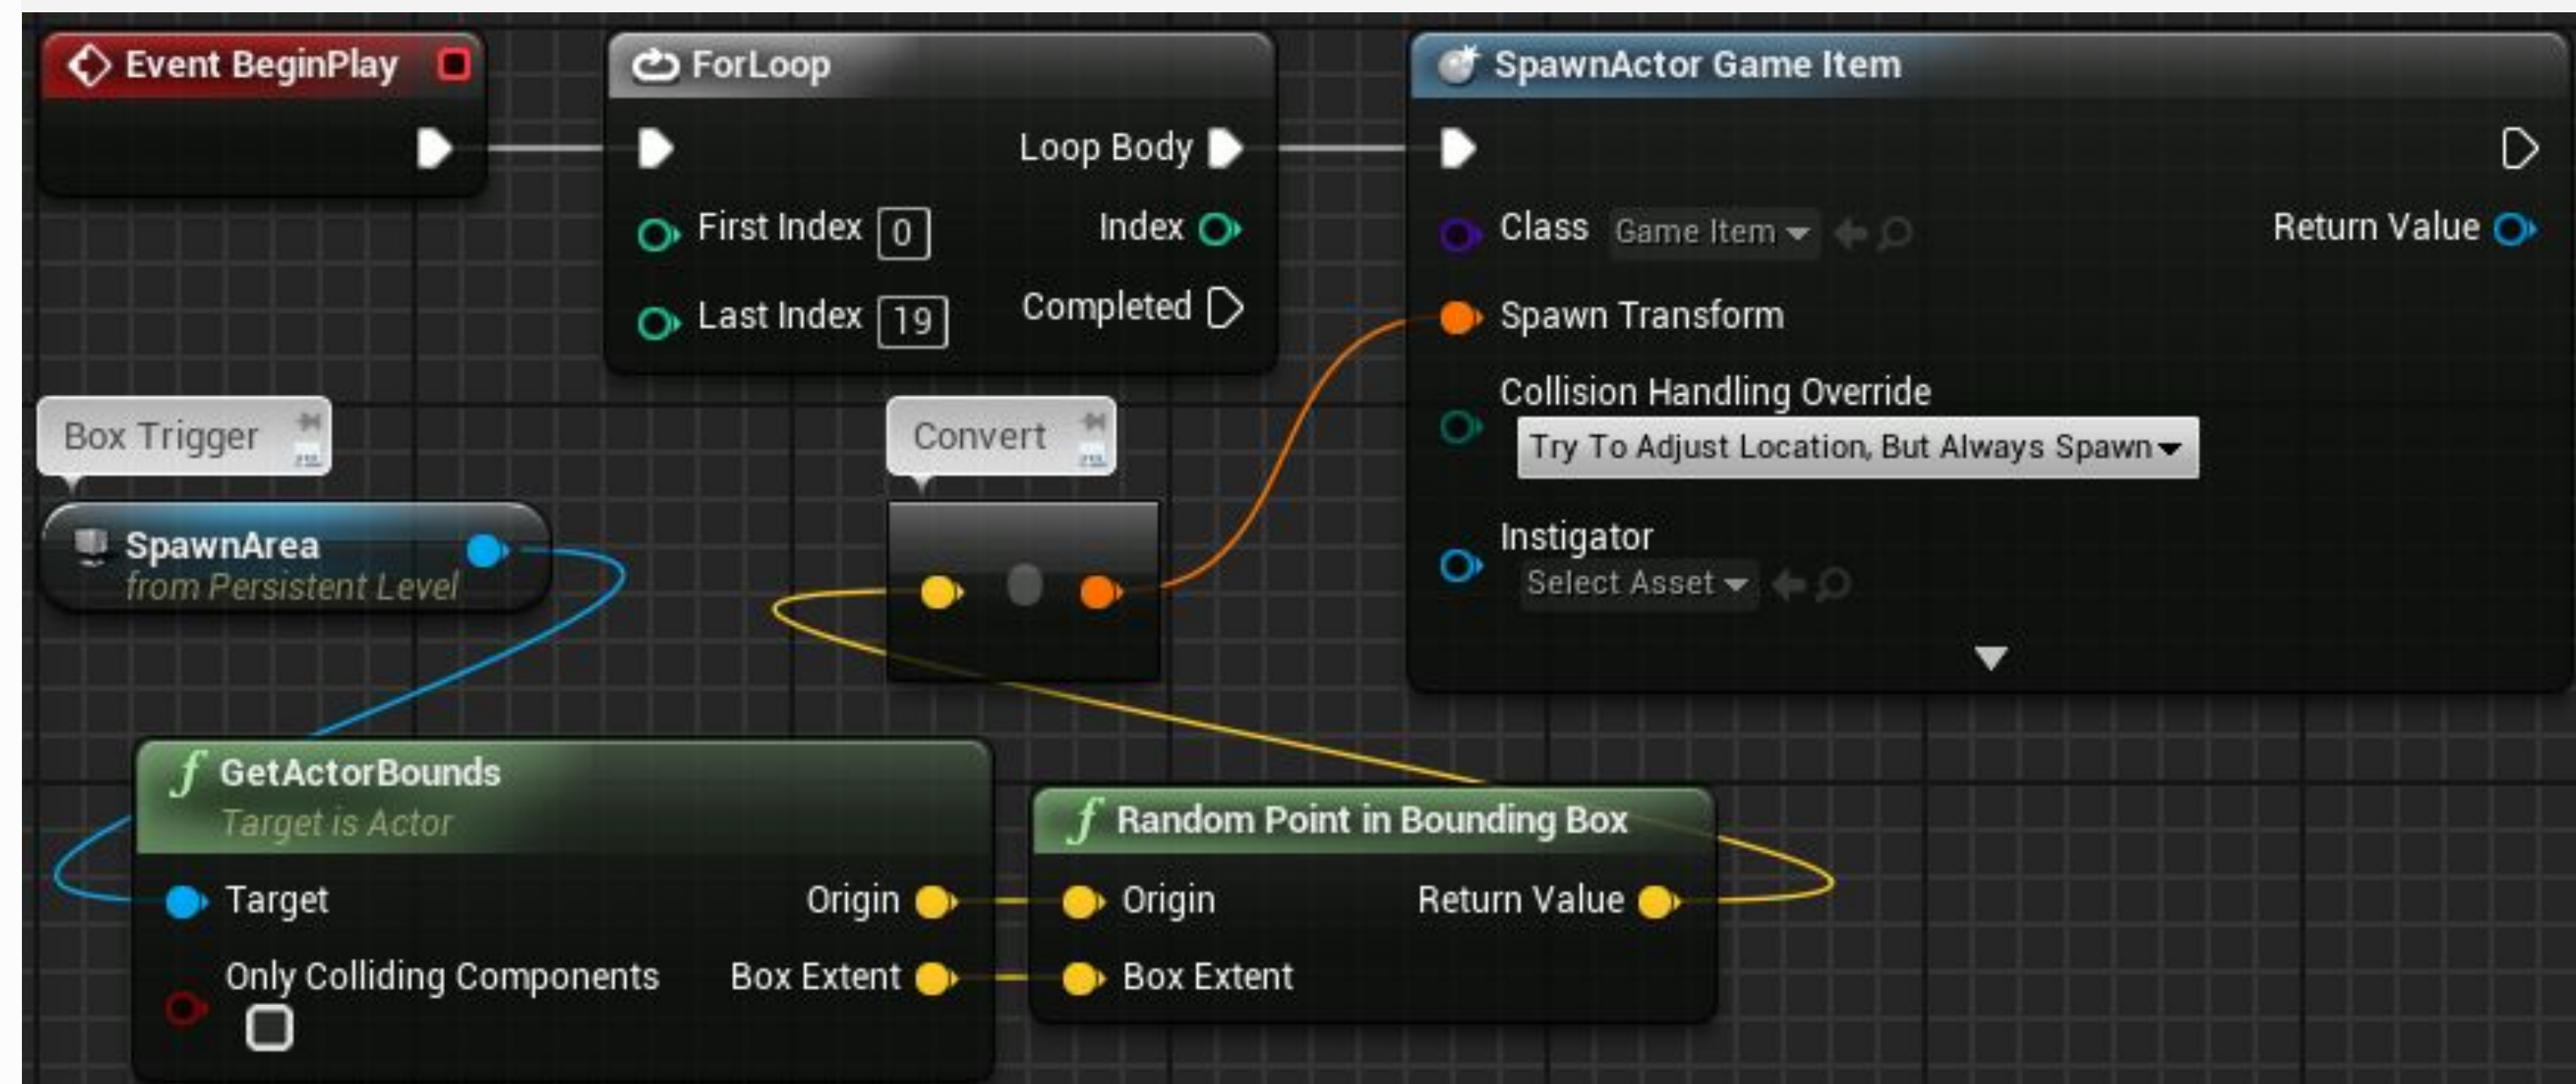 Event BeginPlay
ForLoop
Loop Body
First Index 0
Index
Last Index 19
Completed
SpawnActor Game Item
Class Game Item
Return Value
Spawn Transform
Collision Handling Override
Try To Adjust Location, But Always Spawn
Instigator
Select Asset
Box Trigger
SpawnArea
from Persistent Level
Convert
GetActorBounds
Target is Actor
Target
Origin
Only Colliding Components
Box Extent
Random Point in Bounding Box
Origin
Return Value
Box Extent